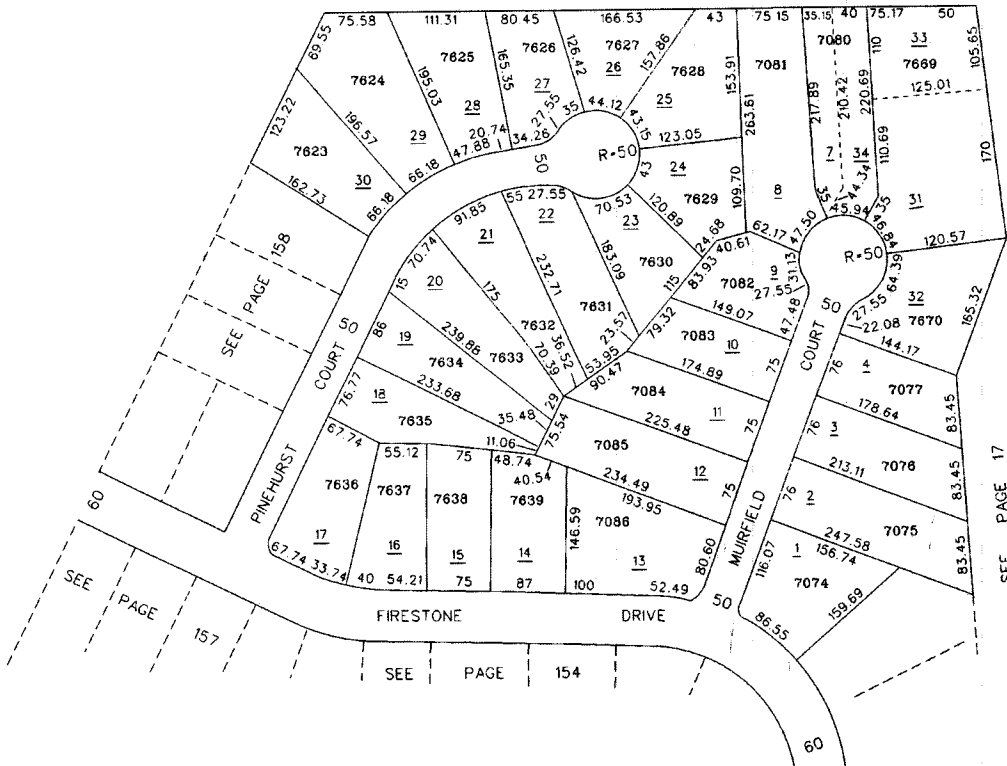 75.58 111.31 80.45 166.53 43 75.15 35.15 40 75.17 50
69.55 7624 195.03 7625 165.35 7626 126.42 7627 157.86 7628 153.91 7081 263.61 7080 217.89 210.42 220.69 110 33 7669 105.65
27 26 25 125.01
123.22 196.57 29 28 20.74 27.55 35 44.12 43.15 123.05
7623 30 66.18 47.88 34.26 50 R=50 43 24 7 34 44.34 110.69 170
162.73 66.18 7629 109.70 8 35 45.94 35 31
91.85 55 27.55 22 70.53 23 120.89 24.68 40.61 62.17 47.50 46.84 120.57
SEE PAGE 158
70.74 21 232.71 183.09 7630 115 83.93 7082 9 31.13 27.55 R=50 64.39
15 20 175 7631 23.57 79.32 149.07 47.48 50 27.55 32 165.32
PINEHURST COURT 50
86 19 239.88 7632 36.52 53.95 7083 10 22.08 7670
7634 7633 70.39 90.47 174.89 75 76 144.17 4 7077
76.77 18 233.68 29 7084 11 178.64 83.45
7635 35.48 75.54 225.48 75 76 3
67.74 11.06 7085 12 213.11 7076 83.45
55.12 75 48.74 40.54 234.49 75 76 2
7636 7637 7638 7639 193.95 247.58 7075 83.45
146.59 7086 156.74
MUIRFIELD COURT
60 17 16 15 14 13 80.60 116.07 1 7074
67.74 33.74 40 54.21 75 87 100 52.49 50 159.69
86.55
FIRESTONE DRIVE
SEE PAGE 157
SEE PAGE 154
SEE PAGE 17
60